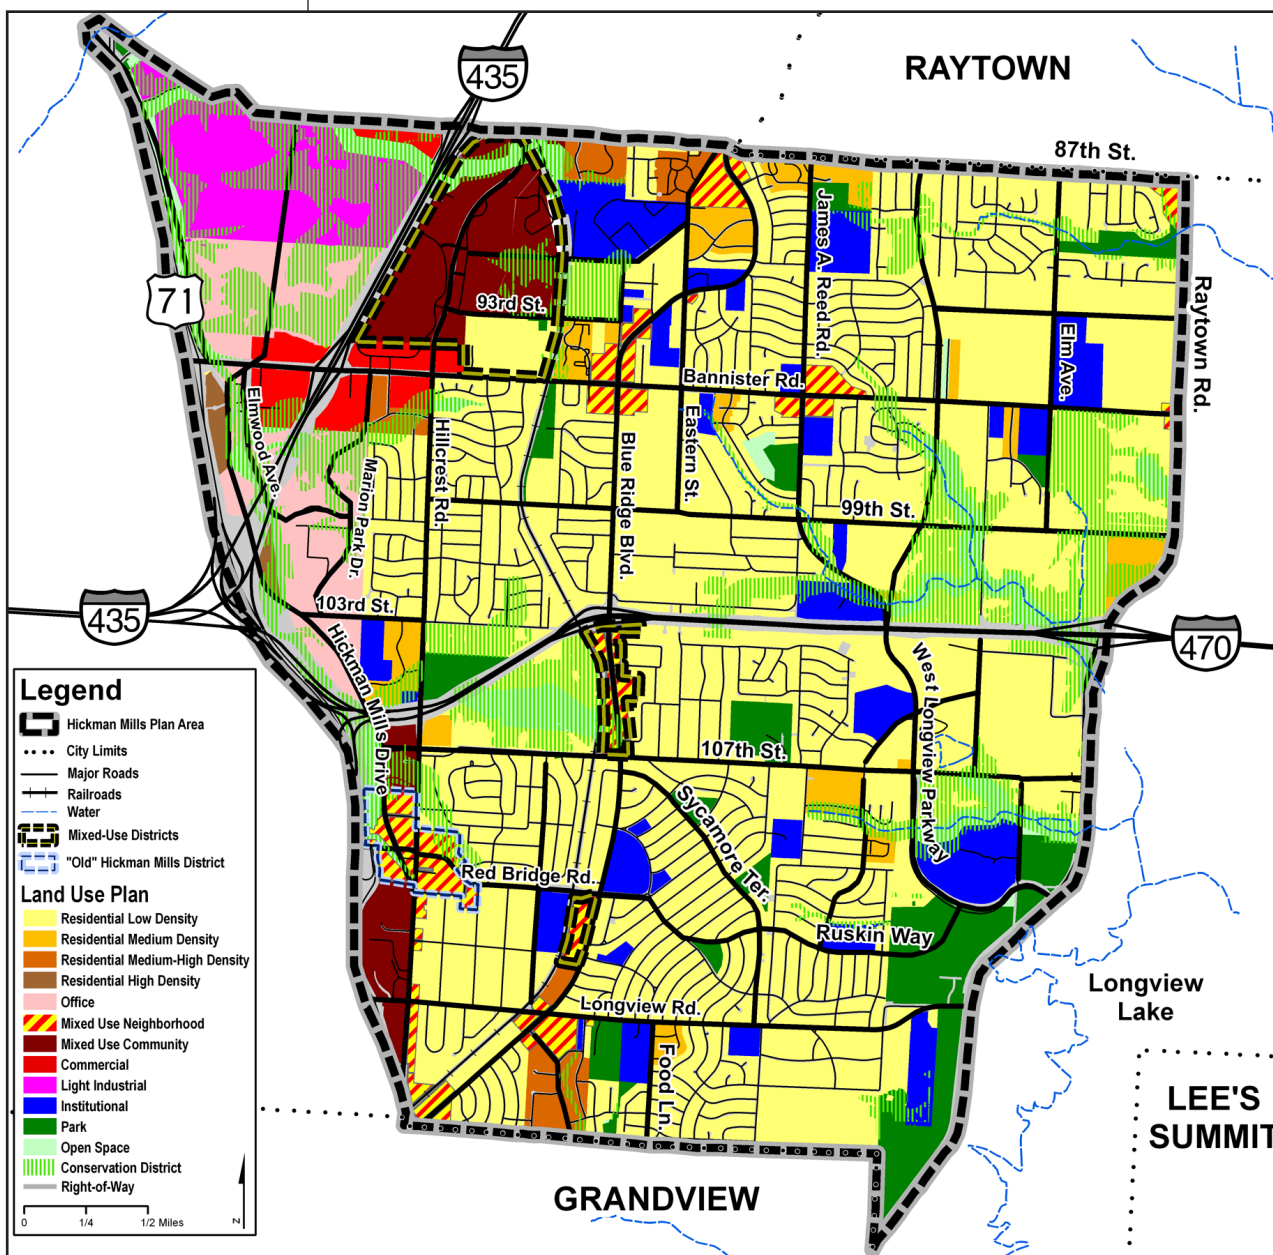 RAYTOWN
435
87th St.
James A. Reed Rd.
Raytown Rd.
71
93rd St.
Elm Ave.
Bannister Rd.
Elmwood Ave.
Hillcrest Rd.
Marion Park Dr.
Blue Ridge Blvd.
Eastern St.
99th St.
435
103rd St.
470
Hickman Mills Drive
West Longview Parkway
107th St.
Sycamore Ter.
Red Bridge Rd.
Ruskin Way
Longview Rd.
Food Ln.
Longview
Lake
LEE'S
SUMMIT
GRANDVIEW
Legend
Hickman Mills Plan Area
City Limits
Major Roads
Railroads
Water
Mixed-Use Districts
"Old" Hickman Mills District
Land Use Plan
Residential Low Density
Residential Medium Density
Residential Medium-High Density
Residential High Density
Office
Mixed Use Neighborhood
Mixed Use Community
Commercial
Light Industrial
Institutional
Park
Open Space
Conservation District
Right-of-Way
0 1/4 1/2 Miles
N